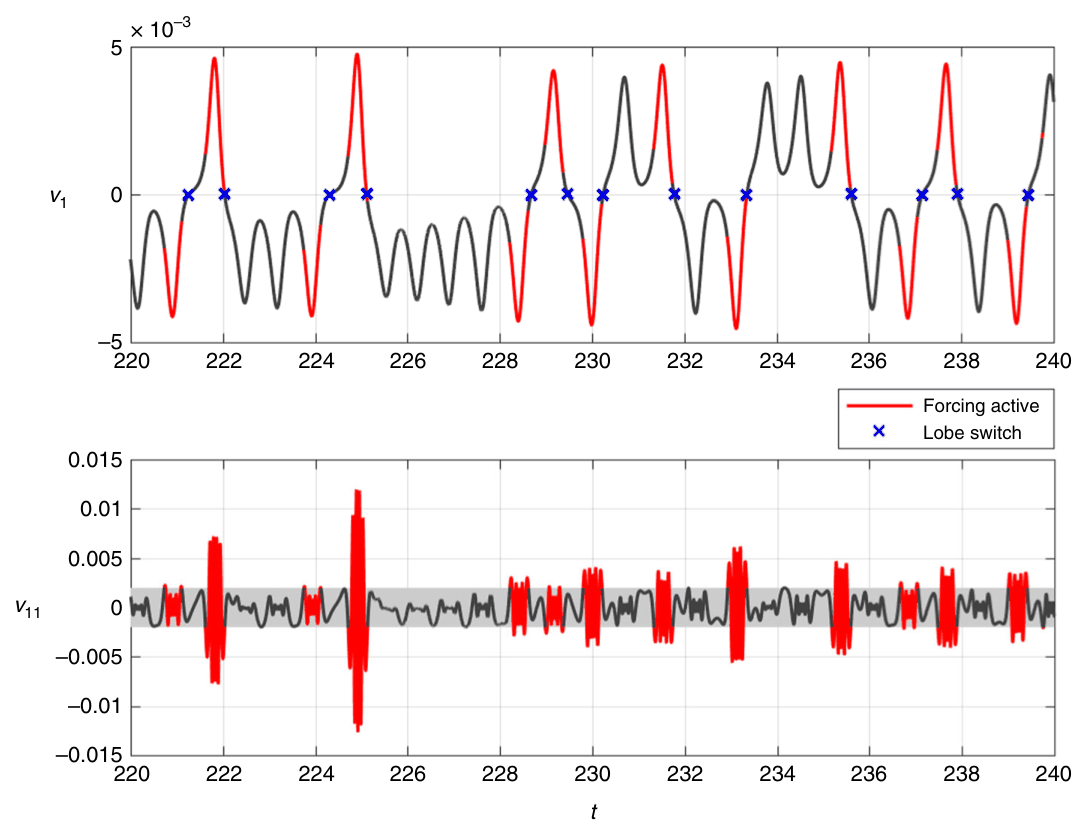 × 10⁻³
5
v₁ 0
–5
220 222 224 226 228 230 232 234 236 238 240
Forcing active
Lobe switch
0.015
0.01
0.005
v₁₁ 0
–0.005
–0.01
–0.015
220 222 224 226 228 230 232 234 236 238 240
t